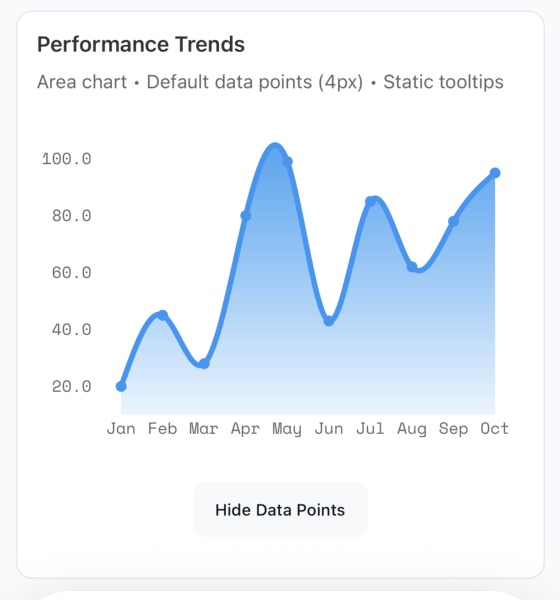 Performance Trends
Area chart • Default data points (4px) • Static tooltips
100.0
80.0
60.0
40.0
20.0
Jan Feb Mar Apr May Jun Jul Aug Sep Oct
Hide Data Points